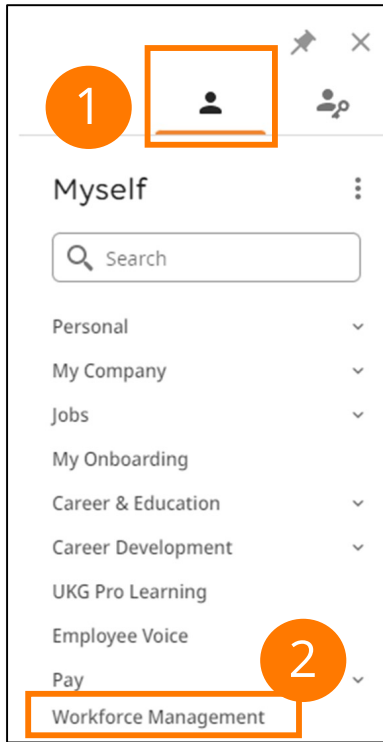 1
Myself
Search
Personal
My Company
Jobs
My Onboarding
Career & Education
Career Development
UKG Pro Learning
Employee Voice
2
Pay
Workforce Management